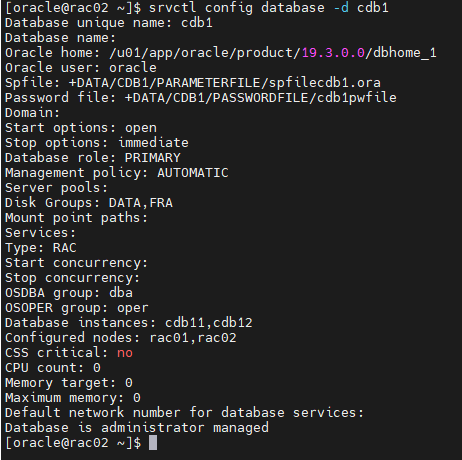 [oracle@rac02 ~]$ srvctl config database -d cdb1
Database unique name: cdb1
Database name:
Oracle home: /u01/app/oracle/product/19.3.0.0/dbhome_1
Oracle user: oracle
Spfile: +DATA/CDB1/PARAMETERFILE/spfilecdb1.ora
Password file: +DATA/CDB1/PASSWORDFILE/cdb1pwfile
Domain:
Start options: open
Stop options: immediate
Database role: PRIMARY
Management policy: AUTOMATIC
Server pools:
Disk Groups: DATA,FRA
Mount point paths:
Services:
Type: RAC
Start concurrency:
Stop concurrency:
OSDBA group: dba
OSOPER group: oper
Database instances: cdb11,cdb12
Configured nodes: rac01,rac02
CSS critical: no
CPU count: 0
Memory target: 0
Maximum memory: 0
Default network number for database services:
Database is administrator managed
[oracle@rac02 ~]$